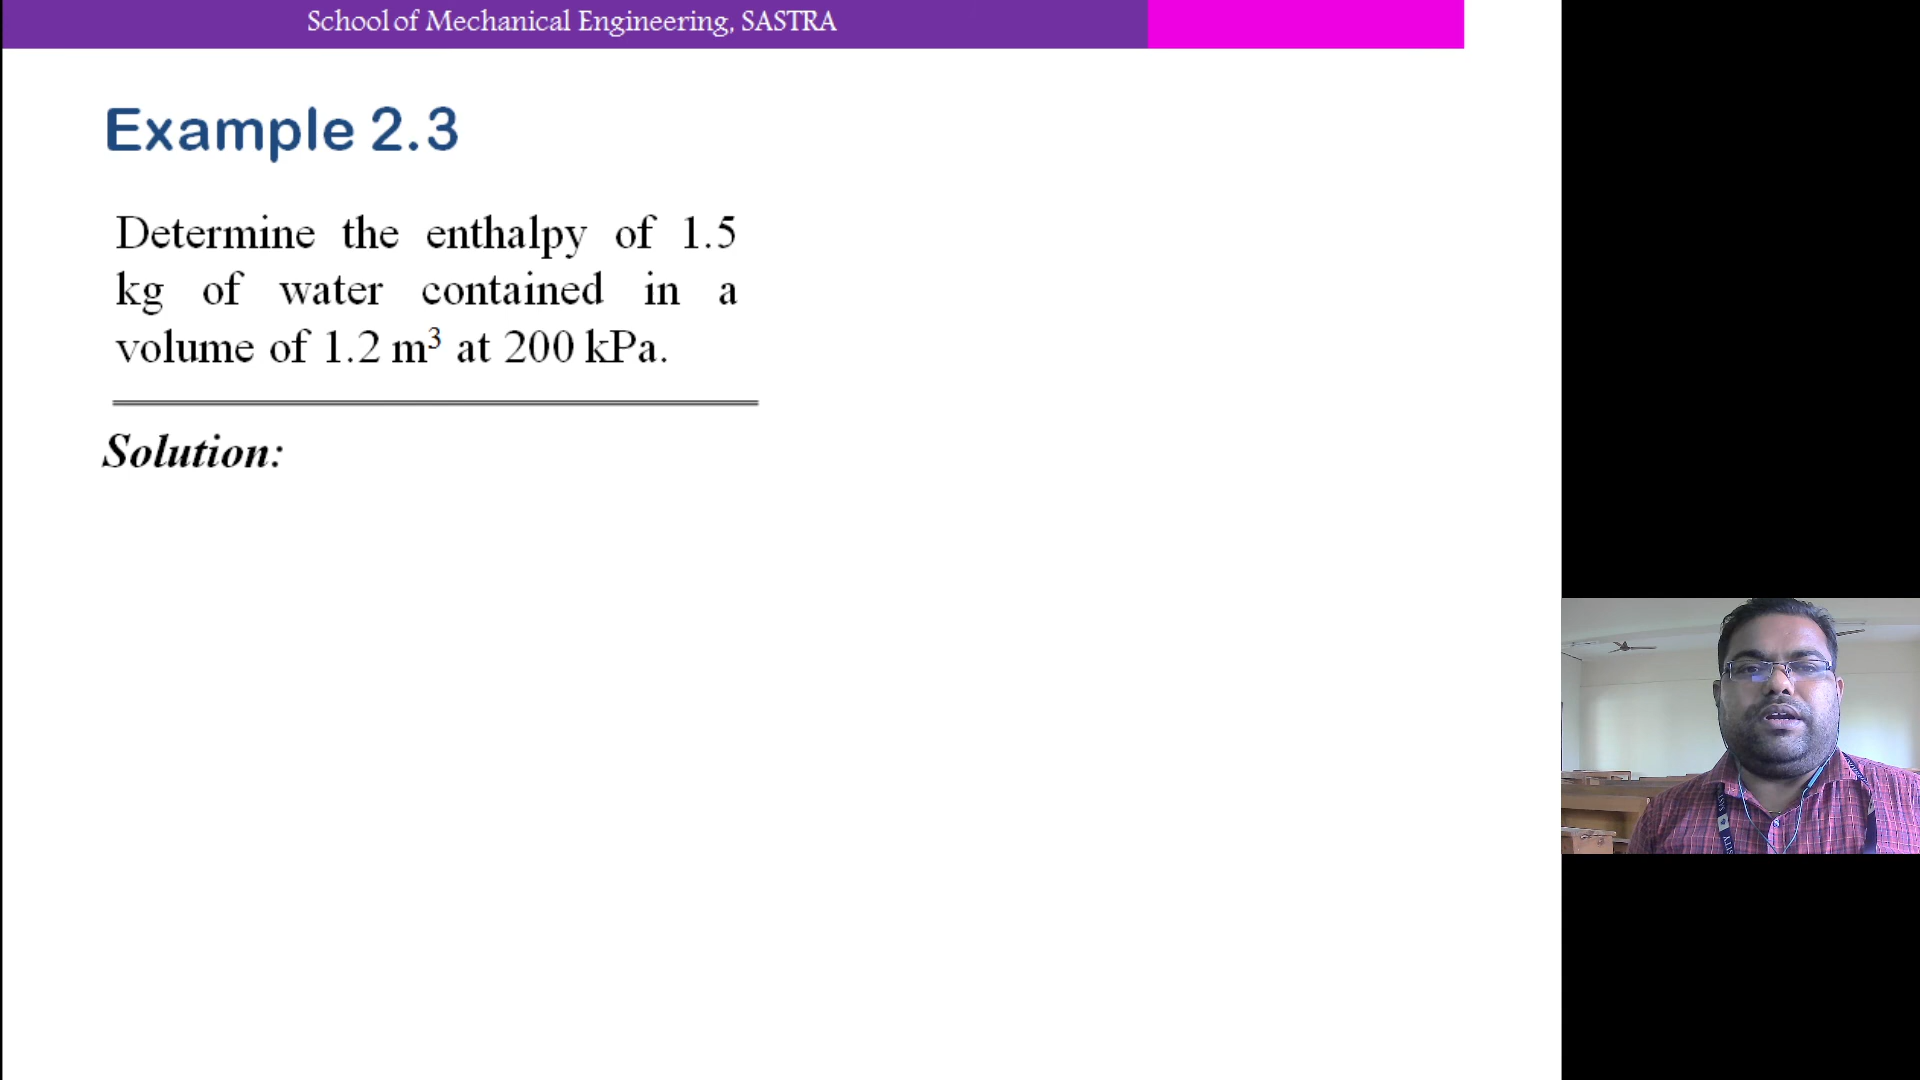 School of Mechanical Engineering, SASTRA
Example 2.3
Determine the enthalpy of 1.5
kg of water contained in a
volume of 1.2 m³ at 200 kPa.
Solution: